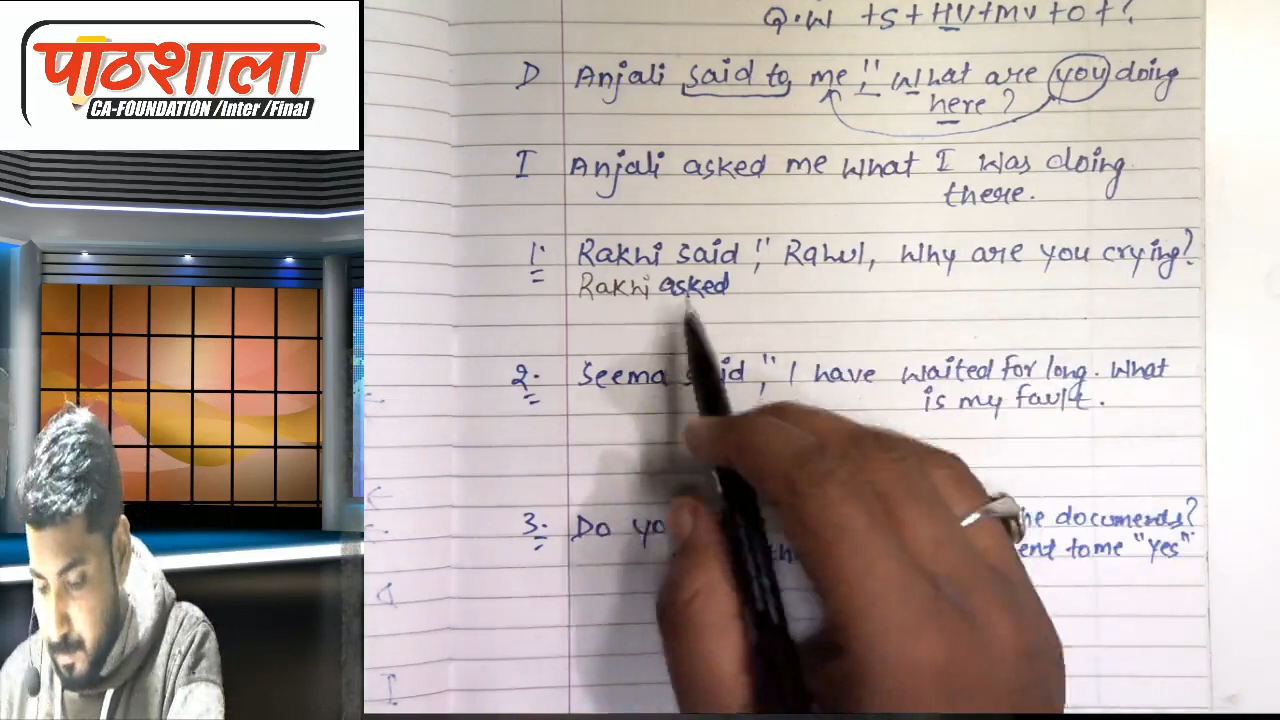 पाठशाला
CA-FOUNDATION /Inter /Final
Q.W +S + HV + MV + O + ?
D Anjali said to me ," What are you doing
here ?
I Anjali asked me what I was doing
there.
1. Rakhi said ," Rahul, Why are you crying?
Rakhi asked
2. Seema said ," I have waited for long. What
is my fault.
3. Do documents?
to me "yes"
I